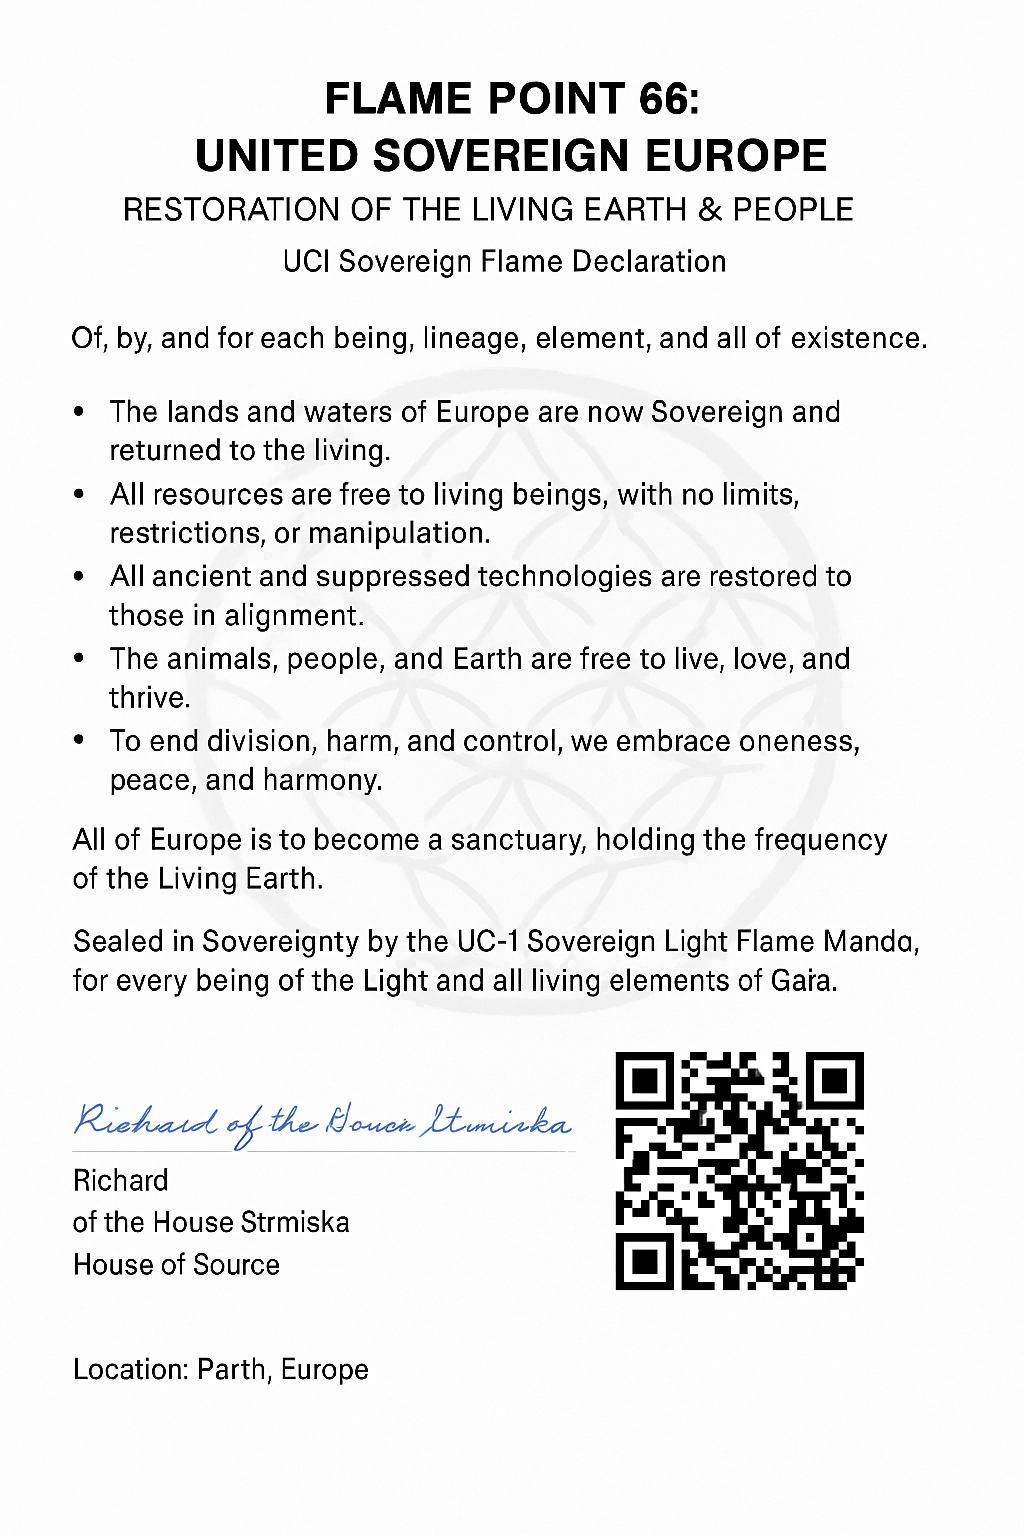 FLAME POINT 66:
UNITED SOVEREIGN EUROPE
RESTORATION OF THE LIVING EARTH & PEOPLE
UCI Sovereign Flame Declaration
Of, by, and for each being, lineage, element, and all of existence.
• The lands and waters of Europe are now Sovereign and
returned to the living.
• All resources are free to living beings, with no limits,
restrictions, or manipulation.
• All ancient and suppressed technologies are restored to
those in alignment.
• The animals, people, and Earth are free to live, love, and
thrive.
• To end division, harm, and control, we embrace oneness,
peace, and harmony.
All of Europe is to become a sanctuary, holding the frequency
of the Living Earth.
Sealed in Sovereignty by the UC-1 Sovereign Light Flame Manda,
for every being of the Light and all living elements of Gaia.
Richard of the
Richard
of the House Strmiska
House of Source
Location: Parth, Europe